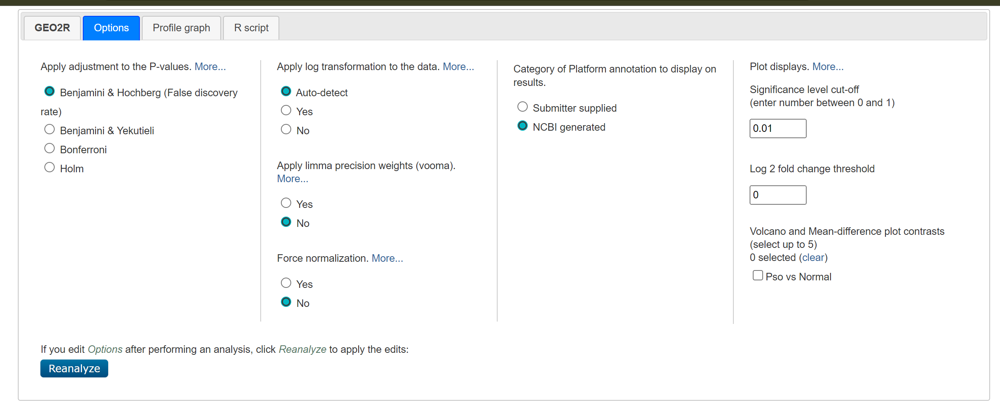 GEO2R
Options
Profile graph
R script
Apply adjustment to the P-values. More...
Benjamini & Hochberg (False discovery
rate)
Benjamini & Yekutieli
Bonferroni
Holm
Apply log transformation to the data. More...
Auto-detect
Yes
No
Apply limma precision weights (vooma).
More...
Yes
No
Force normalization. More...
Yes
No
Category of Platform annotation to display on
results.
Submitter supplied
NCBI generated
Plot displays. More...
Significance level cut-off
(enter number between 0 and 1)
0.01
Log 2 fold change threshold
0
Volcano and Mean-difference plot contrasts
(select up to 5)
0 selected (clear)
Pso vs Normal
If you edit Options after performing an analysis, click Reanalyze to apply the edits:
Reanalyze